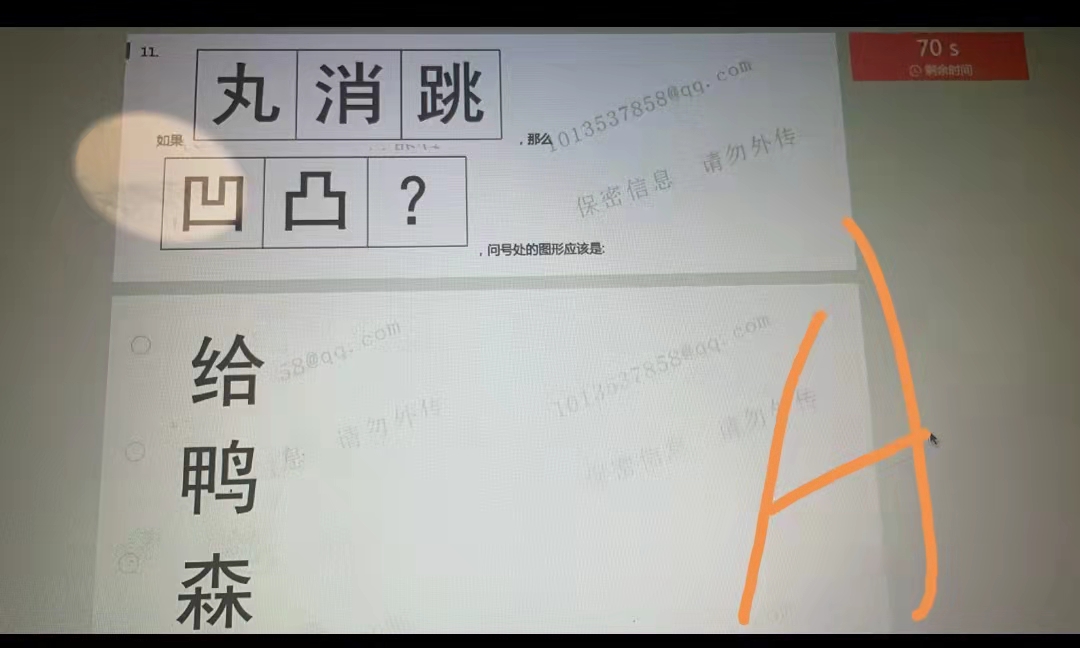 70 s
剩余时间
11.
丸 消 跳
如果
,那么
1013537858@qq.com
保密信息 请勿外传
凹 凸 ?
,问号处的图形应该是:
给
58@qq.com
1013537858@qq.com
请勿外传
请勿外传
鸭
保密信息
森
A